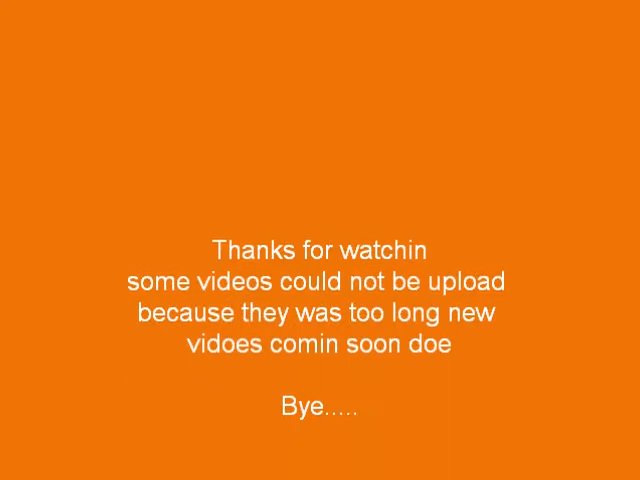 Thanks for watchin
some videos could not be upload
because they was too long new
vidoes comin soon doe
Bye.....